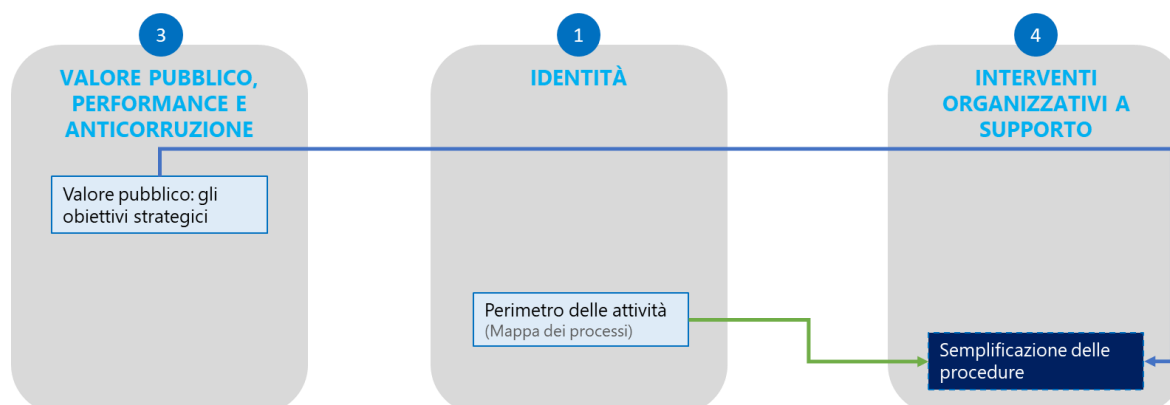 3
VALORE PUBBLICO,
PERFORMANCE E
ANTICORRUZIONE
Valore pubblico: gli
obiettivi strategici
1
IDENTITÀ
Perimetro delle attività
(Mappa dei processi)
4
INTERVENTI
ORGANIZZATIVI A
SUPPORTO
Semplificazione delle
procedure